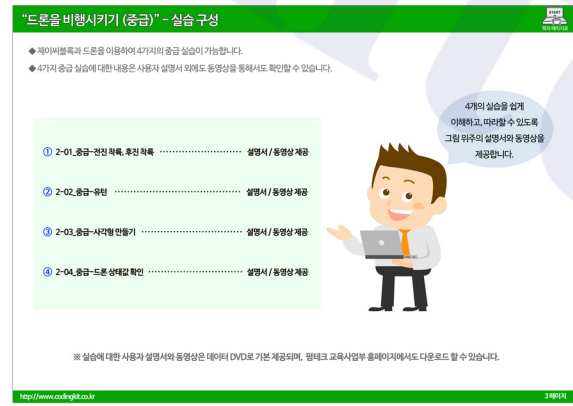 "드론을 비행시키기 (중급)" - 실습 구성
START
목차 페이지로
◆ 제이씨블록과 드론을 이용하여 4가지의 중급 실습이 가능합니다.
◆ 4가지 중급 실습에 대한 내용은 사용자 설명서 외에도 동영상을 통해서도 확인할 수 있습니다.
4개의 실습을 쉽게
이해하고, 따라할 수 있도록
그림 위주의 설명서와 동영상을
제공합니다.
① 2-01_중급-전진 착륙, 후진 착륙 ·························· 설명서 / 동영상 제공
② 2-02_중급-유턴 ········································ 설명서 / 동영상 제공
③ 2-03_중급-사각형 만들기 ································ 설명서 / 동영상 제공
④ 2-04_중급-드론 상태값 확인 ······························ 설명서 / 동영상 제공
※ 실습에 대한 사용자 설명서와 동영상은 데이터 DVD로 기본 제공되며, 펌테크 교육사업부 홈페이지에서도 다운로드 할 수 있습니다.
http://www.codingkit.co.kr
3 페이지